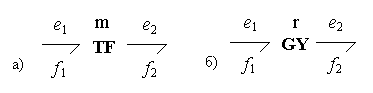 e₁ m e₂ e₁ r e₂
а) TF б) GY
f₁ f₂ f₁ f₂